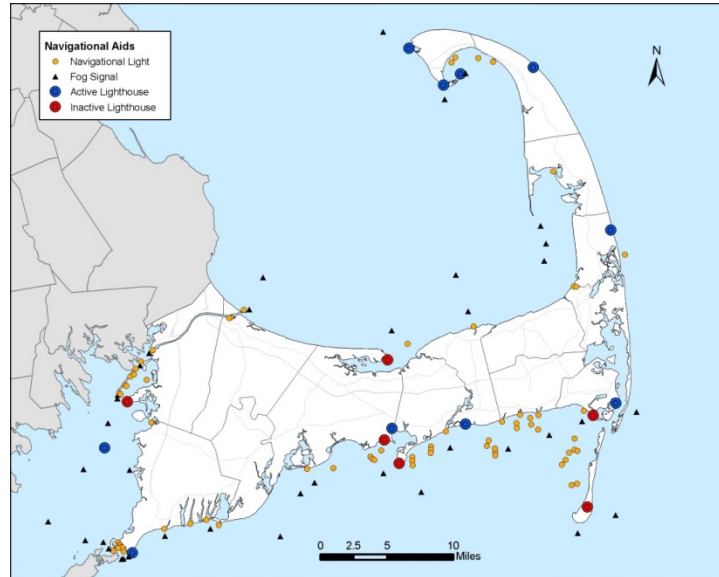 Navigational Aids
Navigational Light
Fog Signal
Active Lighthouse
Inactive Lighthouse
N
0 2.5 5 10
Miles